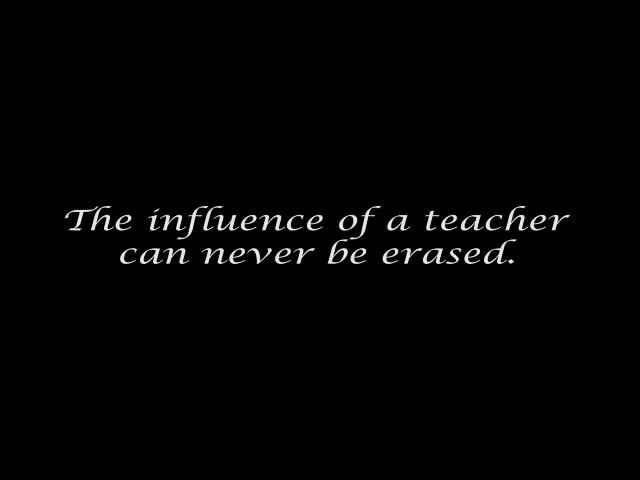 The influence of a teacher
can never be erased.